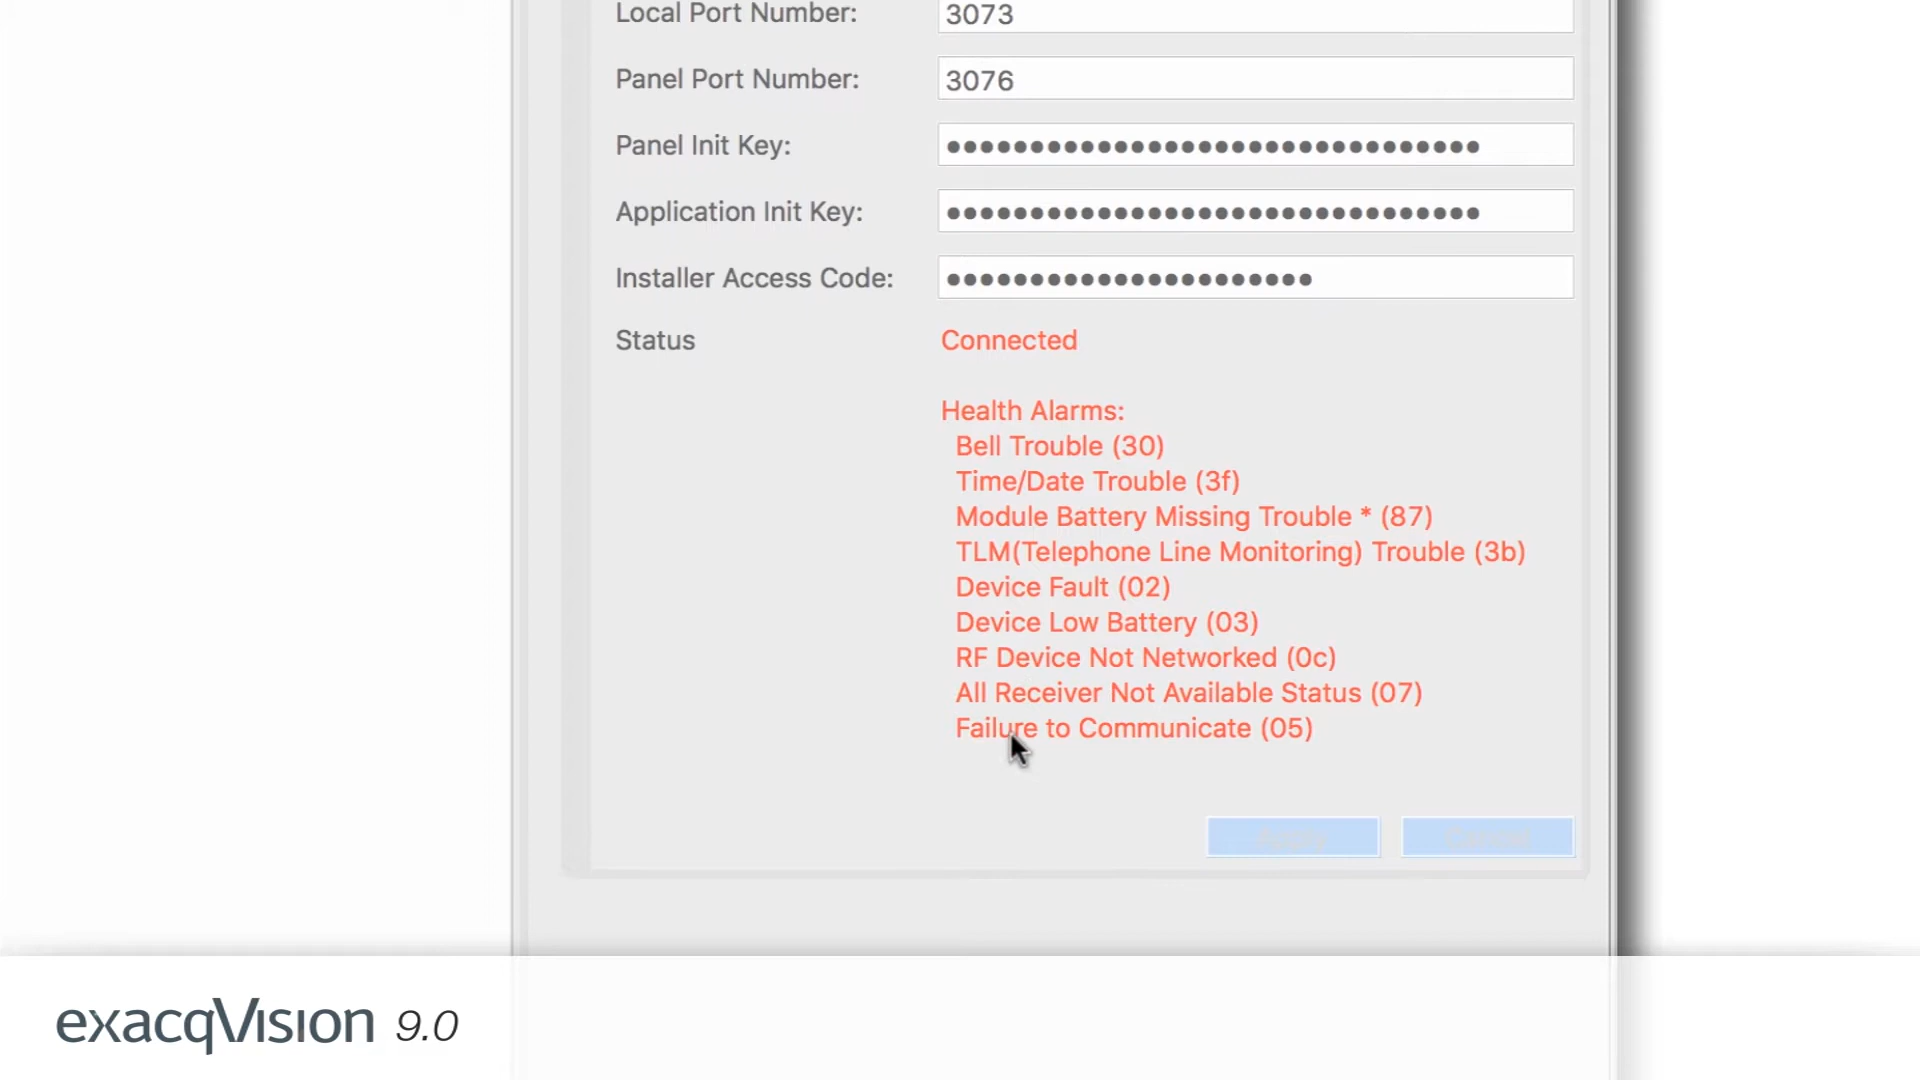 Local Port Number: 3073
Panel Port Number: 3076
Panel Init Key: ••••••••••••••••••••••••••••••••
Application Init Key: ••••••••••••••••••••••••••••••••
Installer Access Code: ••••••••••••••••••••••
Status Connected
Health Alarms:
Bell Trouble (30)
Time/Date Trouble (3f)
Module Battery Missing Trouble * (87)
TLM(Telephone Line Monitoring) Trouble (3b)
Device Fault (02)
Device Low Battery (03)
RF Device Not Networked (0c)
All Receiver Not Available Status (07)
Failure to Communicate (05)
Apply Cancel
exacqVision 9.0